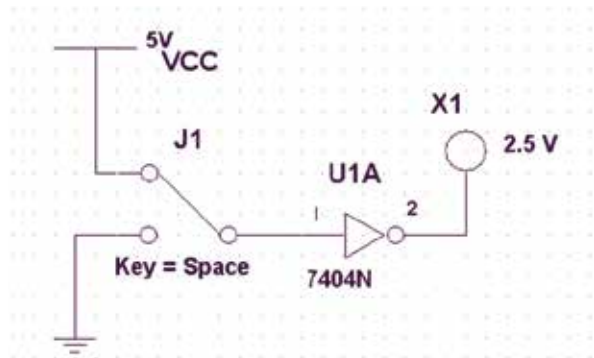 5V
VCC
X1
J1
2.5 V
U1A
1
2
Key = Space
7404N